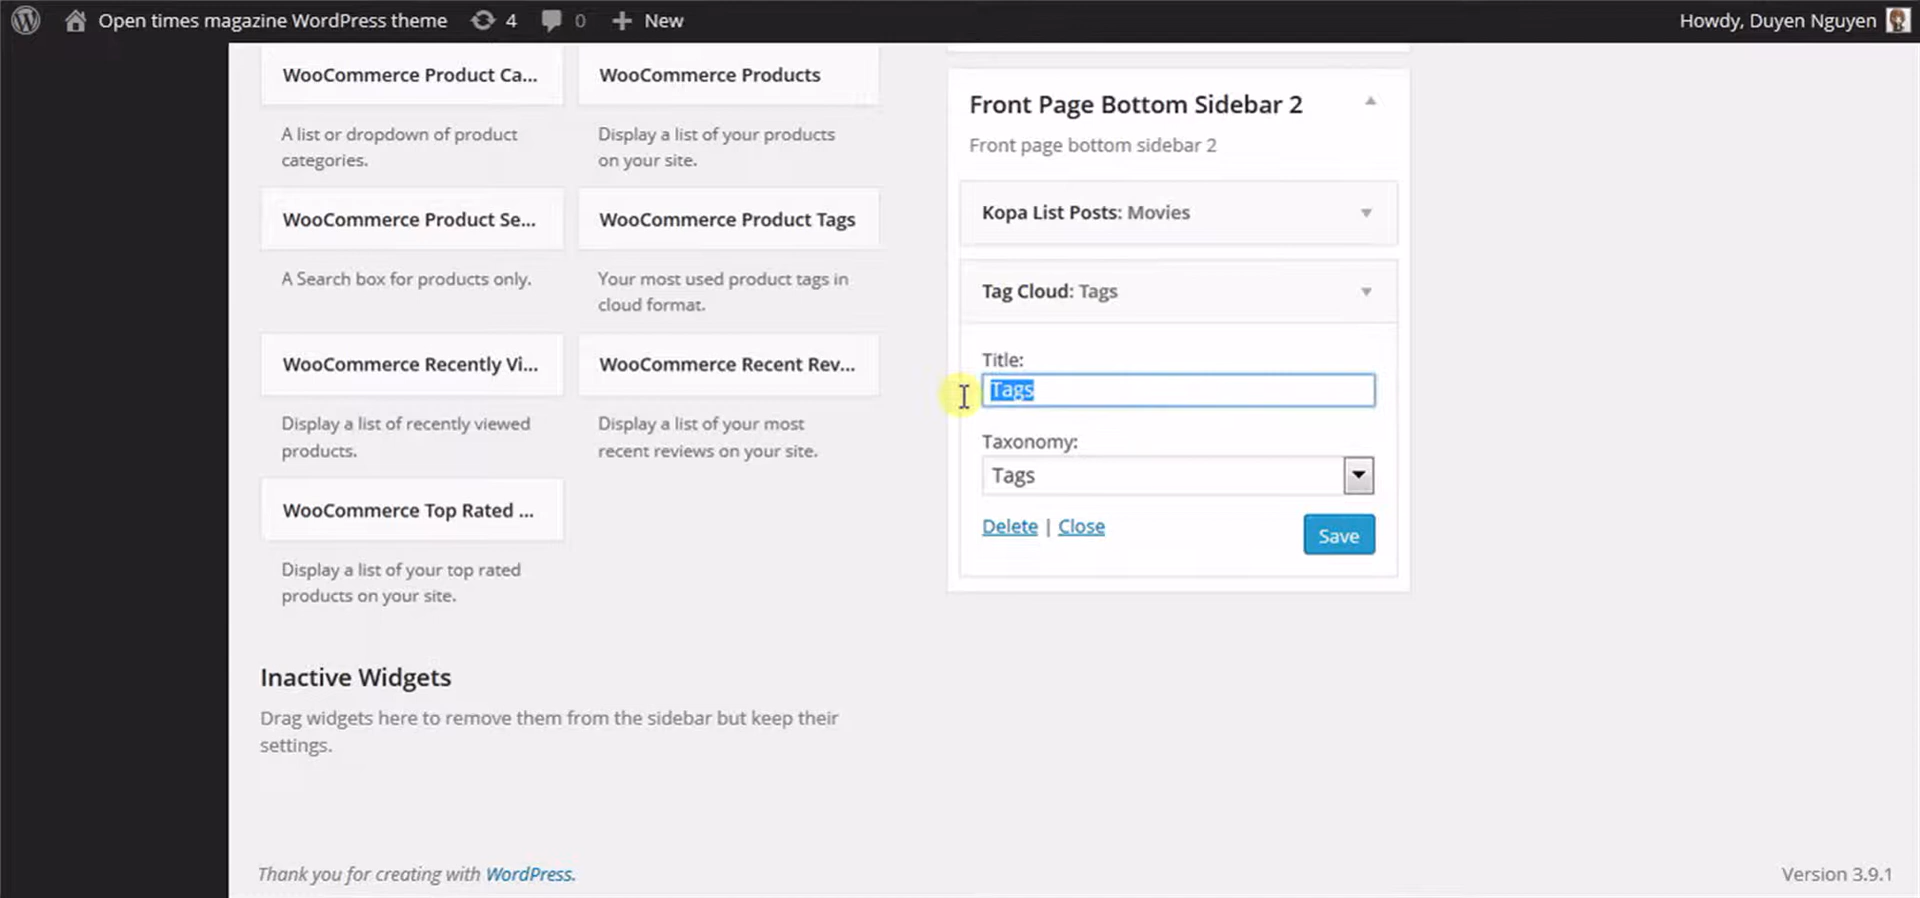 Open times magazine WordPress theme 4 0 New Howdy, Duyen Nguyen
WooCommerce Product Ca...
A list or dropdown of product
categories.
WooCommerce Products
Display a list of your products
on your site.
WooCommerce Product Se...
A Search box for products only.
WooCommerce Product Tags
Your most used product tags in
cloud format.
WooCommerce Recently Vi...
Display a list of recently viewed
products.
WooCommerce Recent Rev...
Display a list of your most
recent reviews on your site.
WooCommerce Top Rated ...
Display a list of your top rated
products on your site.
Inactive Widgets
Drag widgets here to remove them from the sidebar but keep their
settings.
Front Page Bottom Sidebar 2
Front page bottom sidebar 2
Kopa List Posts: Movies
Tag Cloud: Tags
Title:
Tags
Taxonomy:
Tags
Delete | Close
Save
Thank you for creating with WordPress.
Version 3.9.1